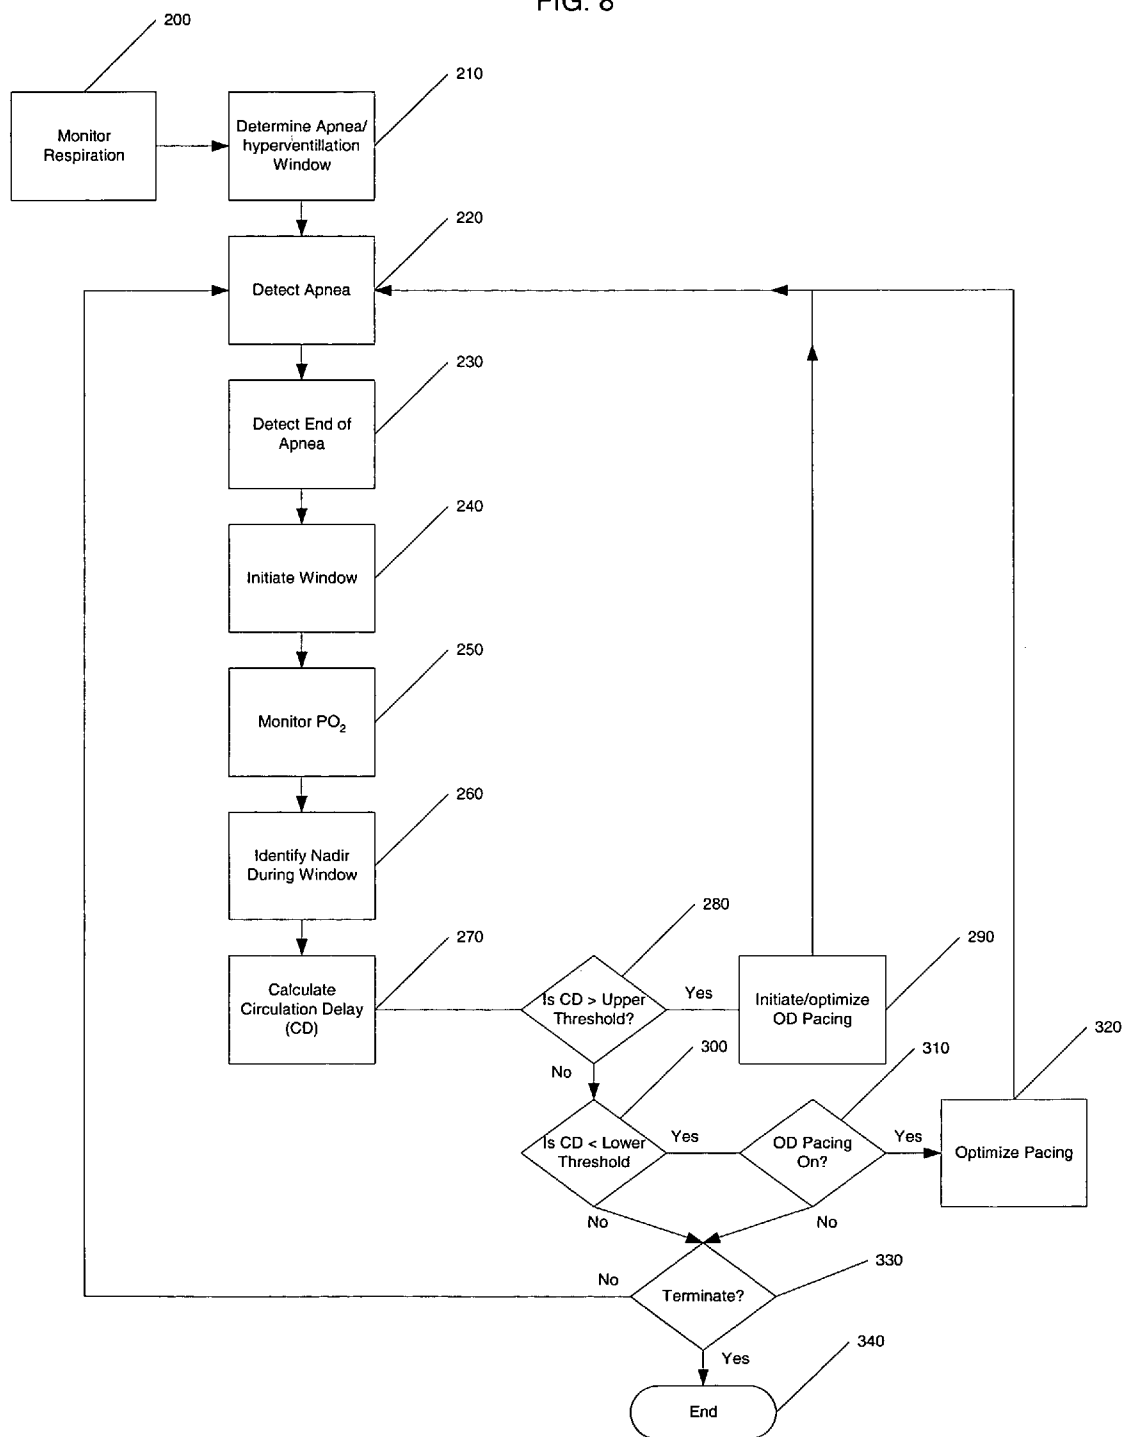 FIG. 8
200
210
Monitor
Respiration
Determine Apnea/
hyperventillation
Window
220
Detect Apnea
230
Detect End of
Apnea
240
Initiate Window
250
Monitor PO2
260
Identify Nadir
During Window
270
Calculate
Circulation Delay
(CD)
280
Is CD > Upper
Threshold?
Yes
290
Initiate/optimize
OD Pacing
No
300
Is CD < Lower
Threshold
Yes
310
OD Pacing
On?
Yes
320
Optimize Pacing
No
No
330
Terminate?
No
Yes
340
End